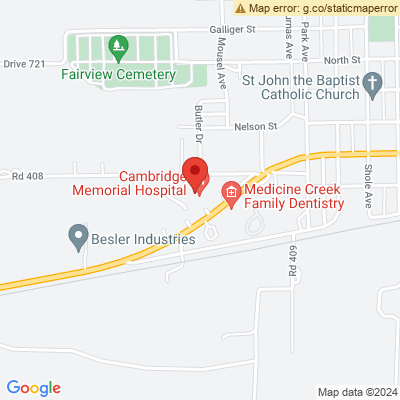 Map error: g.co/staticmaperror
Galliger St
Park Ave
Mousel Ave
North St
Drive 721
Fairview Cemetery
St John the Baptist
Catholic Church
Butler Dr
Nelson St
Rd 408
Cambridge
Memorial Hospital
Medicine Creek
Family Dentistry
Shole Ave
Besler Industries
RD 409
Google
Map data ©2024